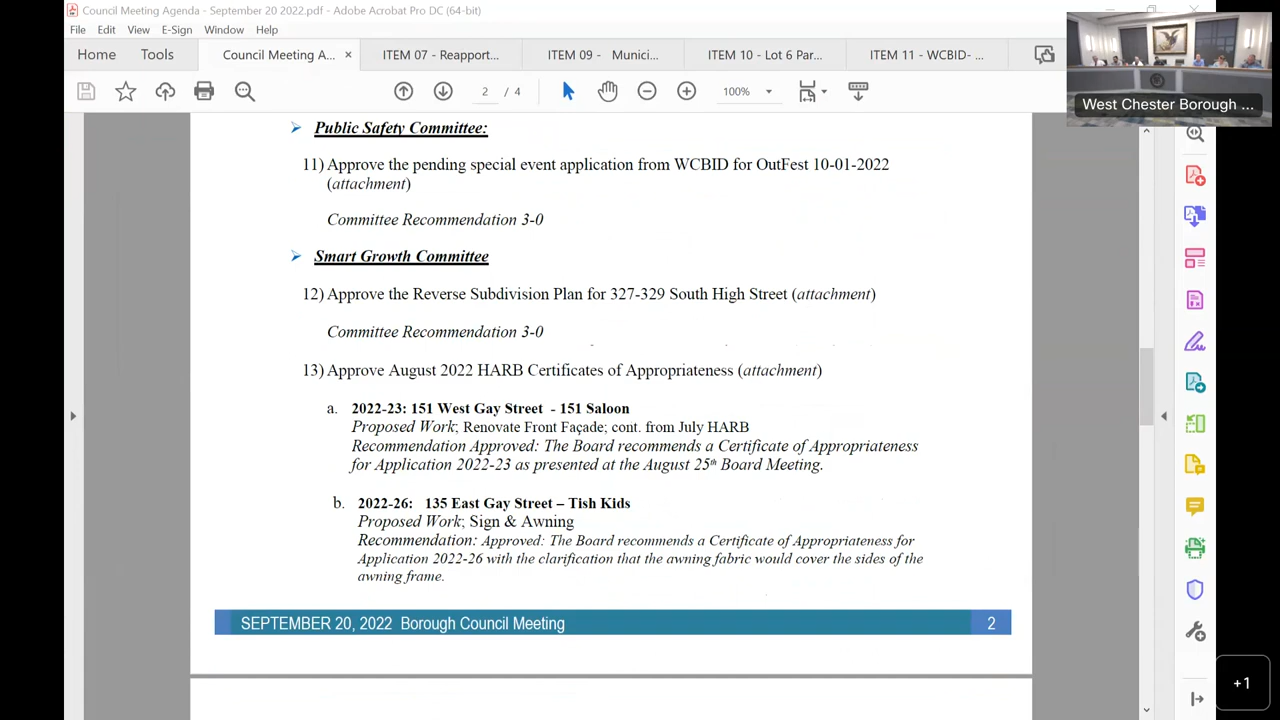 Council Meeting Agenda - September 20 2022.pdf - Adobe Acrobat Pro DC (64-bit)
File Edit View E-Sign Window Help
Home Tools Council Meeting A... × ITEM 07 - Reapport... ITEM 09 - Munici... ITEM 10 - Lot 6 Par... ITEM 11 - WCBID- ...
2 / 4 100%
West Chester Borough ...
Public Safety Committee:
11) Approve the pending special event application from WCBID for OutFest 10-01-2022
(attachment)
Committee Recommendation 3-0
Smart Growth Committee
12) Approve the Reverse Subdivision Plan for 327-329 South High Street (attachment)
Committee Recommendation 3-0
13) Approve August 2022 HARB Certificates of Appropriateness (attachment)
a. 2022-23: 151 West Gay Street - 151 Saloon
Proposed Work; Renovate Front Façade; cont. from July HARB
Recommendation Approved: The Board recommends a Certificate of Appropriateness
for Application 2022-23 as presented at the August 25th Board Meeting.
b. 2022-26: 135 East Gay Street – Tish Kids
Proposed Work; Sign & Awning
Recommendation: Approved: The Board recommends a Certificate of Appropriateness for
Application 2022-26 with the clarification that the awning fabric would cover the sides of the
awning frame.
SEPTEMBER 20, 2022 Borough Council Meeting 2
+1